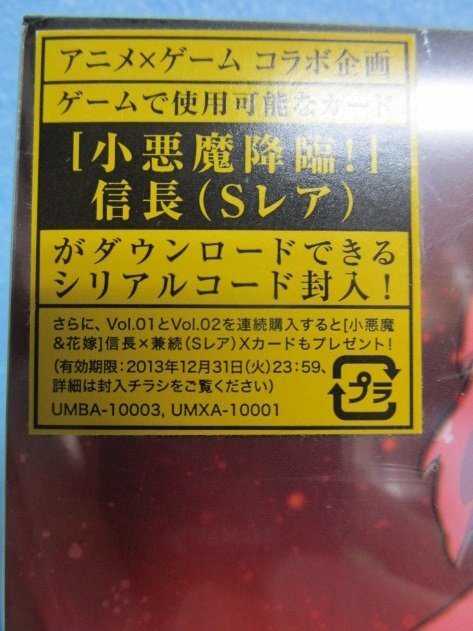 アニメ×ゲーム コラボ企画
ゲームで使用可能なカード
[小悪魔降臨!]
信長(Sレア)
がダウンロードできる
シリアルコード封入!
さらに、Vol.01とVol.02を連続購入すると[小悪魔
&花嫁]信長×兼続(Sレア)Xカードもプレゼント!
(有効期限:2013年12月31日(火)23:59、
詳細は封入チラシをご覧ください)
UMBA-10003, UMXA-10001
プラ